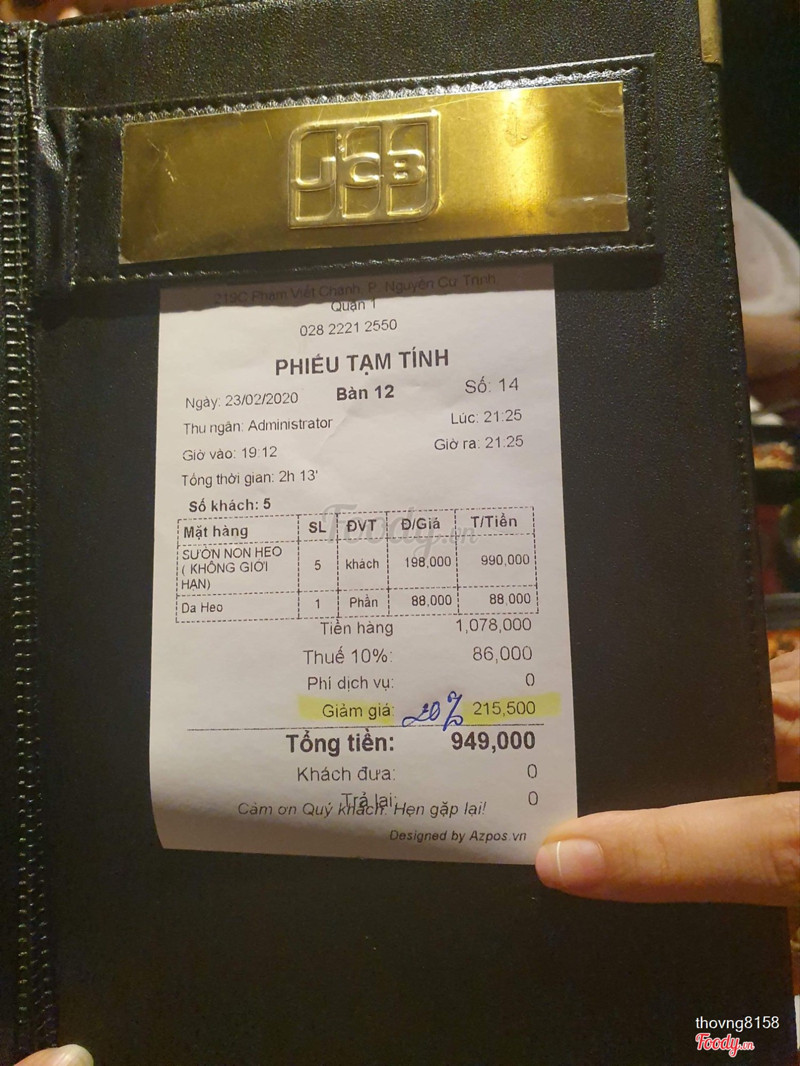 JCB
219C Phạm Viết Chánh, P. Nguyễn Cư Trinh,
Quận 1
028 2221 2550
PHIẾU TẠM TÍNH
Ngày: 23/02/2020 Bàn 12 Số: 14
Thu ngân: Administrator Lúc: 21:25
Giờ vào: 19:12 Giờ ra: 21:25
Tổng thời gian: 2h 13'
Số khách: 5
Mặt hàng SL ĐVT Đ/Giá T/Tiền
SƯỜN NON HEO
( KHÔNG GIỚI
HẠN) 5 khách 198,000 990,000
Da Heo 1 Phần 88,000 88,000
Tiền hàng 1,078,000
Thuế 10%: 86,000
Phí dịch vụ: 0
Giảm giá: 20% 215,500
Tổng tiền: 949,000
Khách đưa: 0
Trả lại: 0
Cảm ơn Quý khách. Hẹn gặp lại!
Designed by Azpos.vn
Foody.vn
thovng8158
Foody.vn